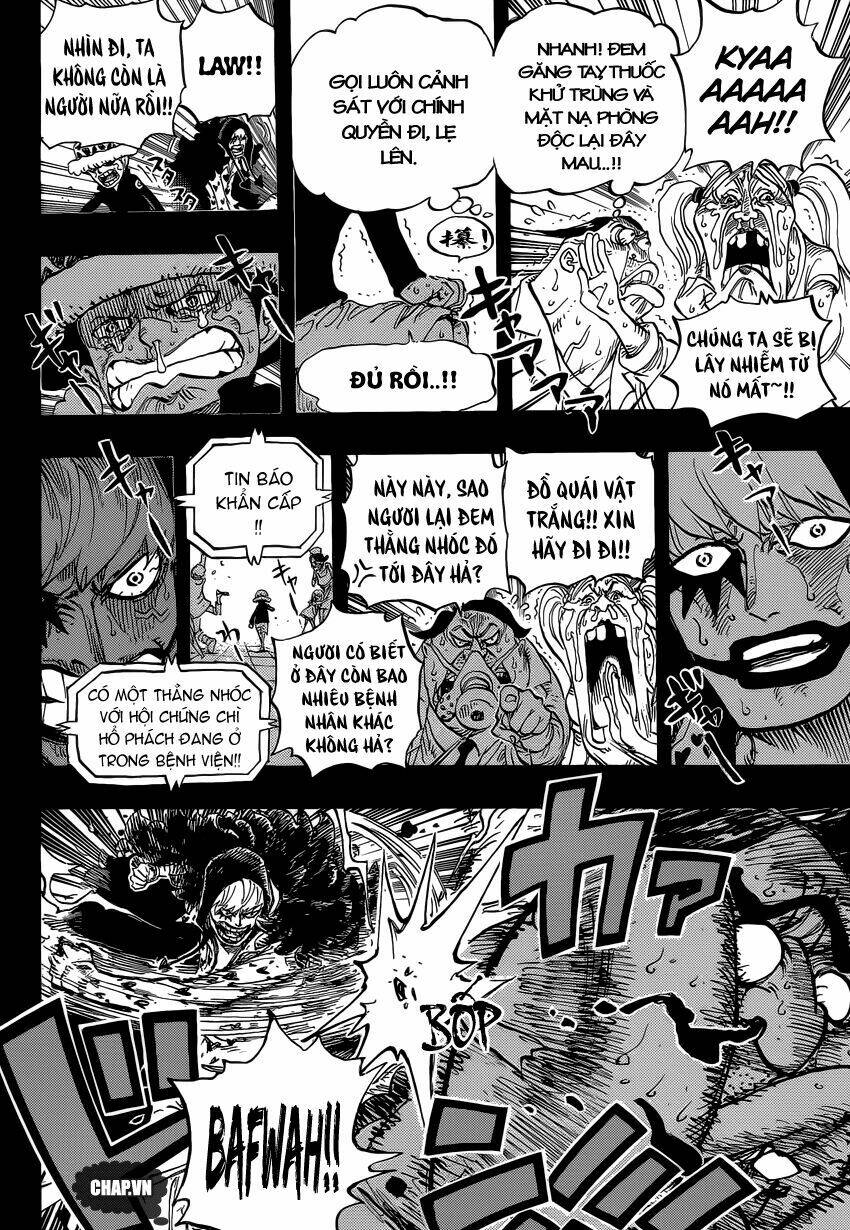 KYAA
AAAAA
AAH!!
NHANH! ĐEM
GĂNG TAY, THUỐC
KHỬ TRÙNG VÀ
MẶT NẠ PHÒNG
ĐỘC LẠI ĐÂY
MAU...!!
CHÚNG TA SẼ BỊ
LÂY NHIỄM TỪ
NÓ MẤT~!!
ギャアア
GỌI LUÔN CẢNH
SÁT VỚI CHÍNH
QUYỀN ĐI, LẸ
LÊN.
ĐỦ RỒI..!!
LAW!!
NHÌN ĐI, TA
KHÔNG CÒN LÀ
NGƯỜI NỮA RỒI!!
ĐỒ QUÁI VẬT
TRẮNG!! XIN
HÃY ĐI ĐI!!
NÀY NÀY, SAO
NGƯƠI LẠI ĐEM
THẰNG NHÓC ĐÓ
TỚI ĐÂY HẢ?
NGƯƠI CÓ BIẾT
Ở ĐÂY CÒN BAO
NHIÊU BỆNH
NHÂN KHÁC
KHÔNG HẢ?
TIN BÁO
KHẨN CẤP
!!
CÓ MỘT THẰNG NHÓC
VỚI HỘI CHỨNG CHÌ
HỔ PHÁCH ĐANG Ở
TRONG BỆNH VIỆN!!
BỐP
BAFWAH!!
CHAP.VN